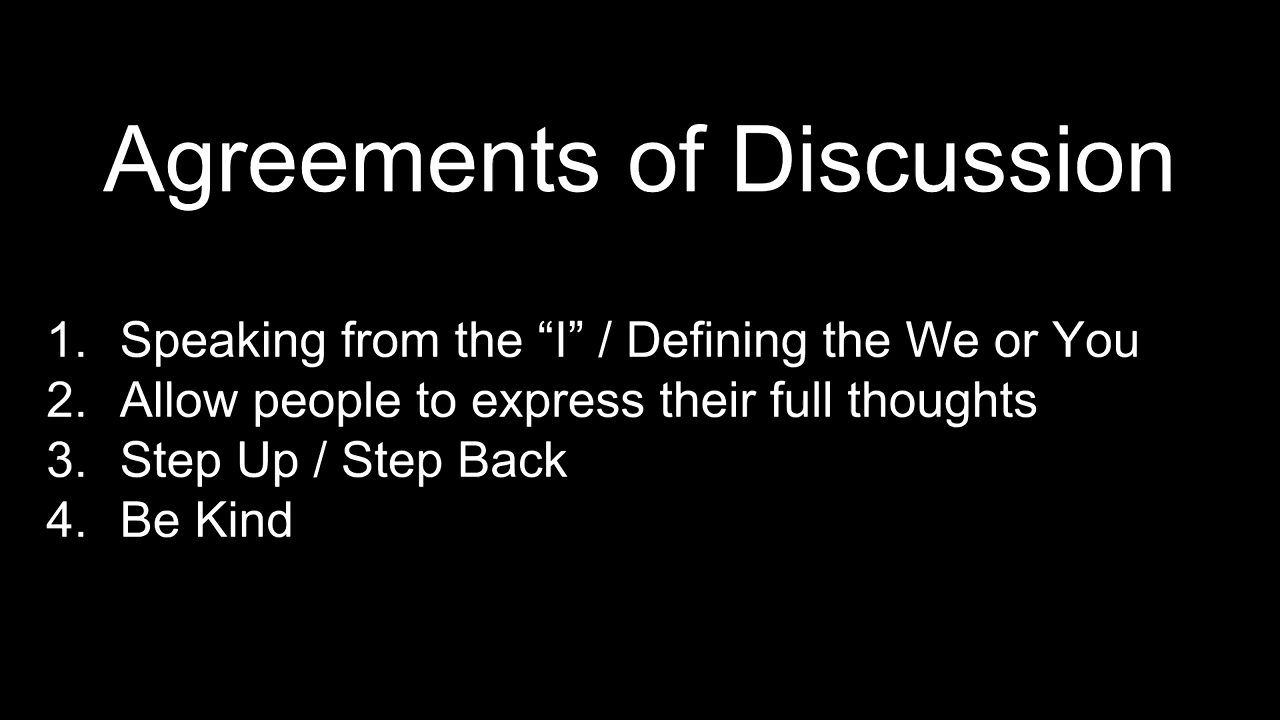 Agreements of Discussion
1. Speaking from the “I” / Defining the We or You
2. Allow people to express their full thoughts
3. Step Up / Step Back
4. Be Kind